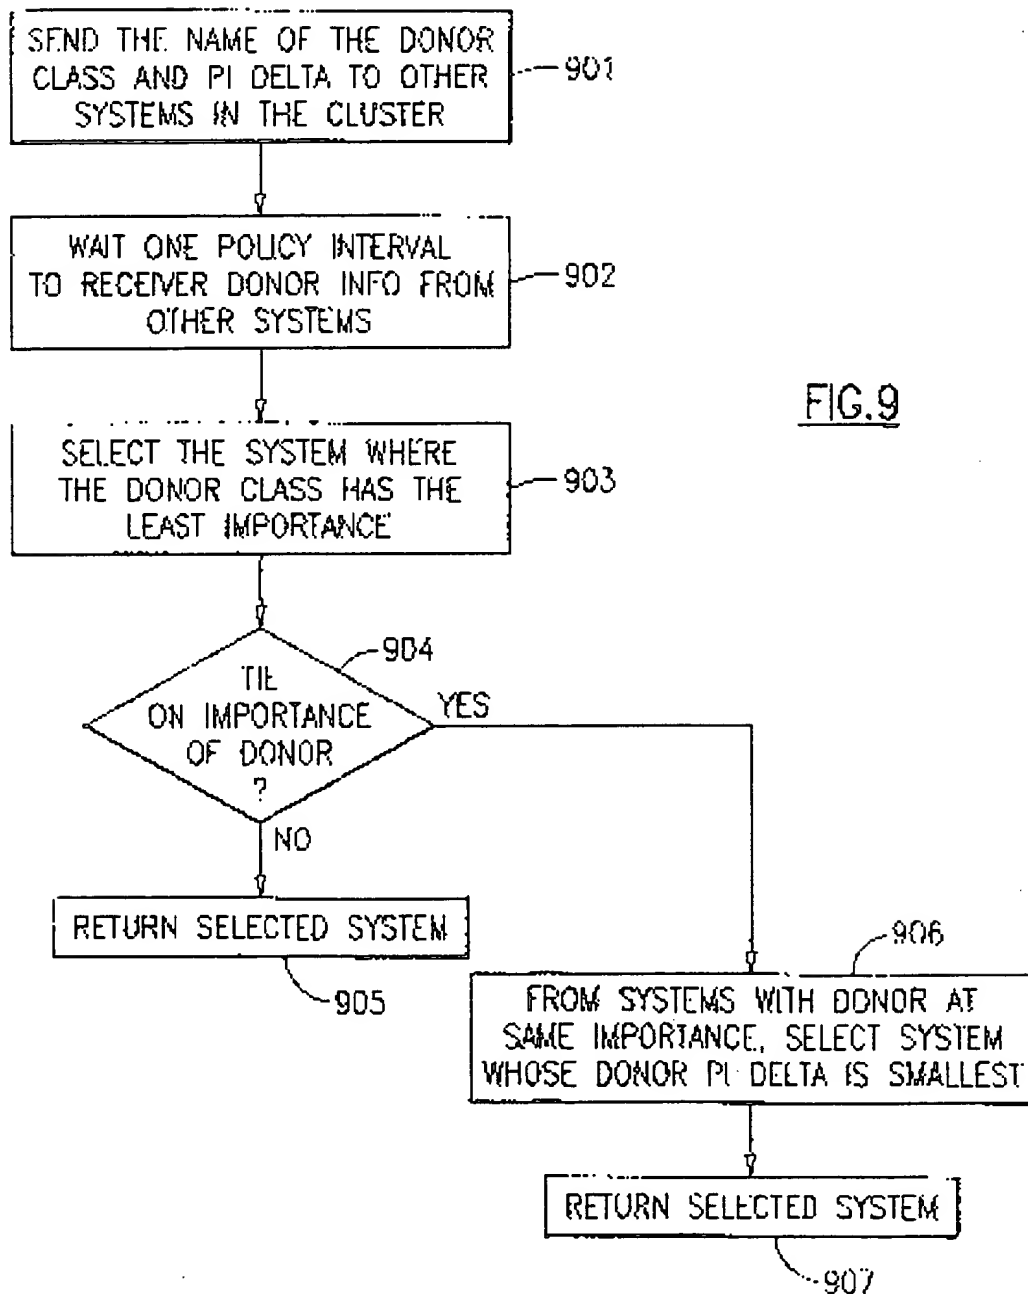 SEND THE NAME OF THE DONOR
CLASS AND PI DELTA TO OTHER
SYSTEMS IN THE CLUSTER
901
WAIT ONE POLICY INTERVAL
TO RECEIVER DONOR INFO FROM
OTHER SYSTEMS
902
FIG.9
SELECT THE SYSTEM WHERE
THE DONOR CLASS HAS THE
LEAST IMPORTANCE
903
TIE
ON IMPORTANCE
OF DONOR
?
904
YES
NO
RETURN SELECTED SYSTEM
905
906
FROM SYSTEMS WITH DONOR AT
SAME IMPORTANCE, SELECT SYSTEM
WHOSE DONOR PI DELTA IS SMALLEST
RETURN SELECTED SYSTEM
907